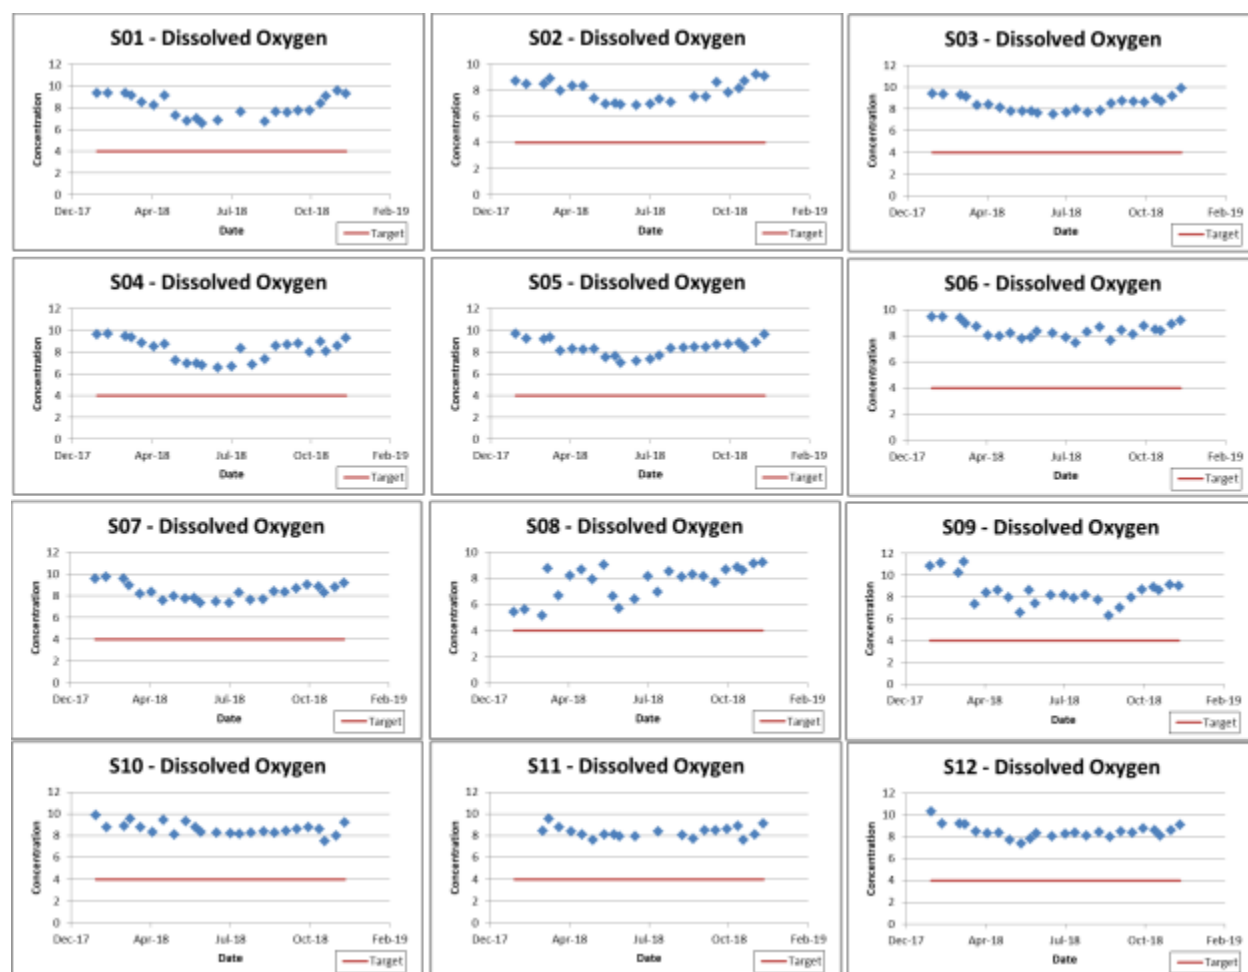 S01 - Dissolved Oxygen
Concentration
12
10
8
6
4
2
0
Dec-17 Apr-18 Jul-18 Oct-18 Feb-19
Date
Target
S02 - Dissolved Oxygen
Concentration
10
8
6
4
2
0
Dec-17 Apr-18 Jul-18 Oct-18 Feb-19
Date
Target
S03 - Dissolved Oxygen
Concentration
12
10
8
6
4
2
0
Dec-17 Apr-18 Jul-18 Oct-18 Feb-19
Date
Target
S04 - Dissolved Oxygen
Concentration
12
10
8
6
4
2
0
Dec-17 Apr-18 Jul-18 Oct-18 Feb-19
Date
Target
S05 - Dissolved Oxygen
Concentration
12
10
8
6
4
2
0
Dec-17 Apr-18 Jul-18 Oct-18 Feb-19
Date
Target
S06 - Dissolved Oxygen
Concentration
10
8
6
4
2
0
Dec-17 Apr-18 Jul-18 Oct-18 Feb-19
Date
Target
S07 - Dissolved Oxygen
Concentration
12
10
8
6
4
2
0
Dec-17 Apr-18 Jul-18 Oct-18 Feb-19
Date
Target
S08 - Dissolved Oxygen
Concentration
10
8
6
4
2
0
Dec-17 Apr-18 Jul-18 Oct-18 Feb-19
Date
Target
S09 - Dissolved Oxygen
Concentration
12
10
8
6
4
2
0
Dec-17 Apr-18 Jul-18 Oct-18 Feb-19
Date
Target
S10 - Dissolved Oxygen
Concentration
12
10
8
6
4
2
0
Dec-17 Apr-18 Jul-18 Oct-18 Feb-19
Date
Target
S11 - Dissolved Oxygen
Concentration
12
10
8
6
4
2
0
Dec-17 Apr-18 Jul-18 Oct-18 Feb-19
Date
Target
S12 - Dissolved Oxygen
Concentration
12
10
8
6
4
2
0
Dec-17 Apr-18 Jul-18 Oct-18 Feb-19
Date
Target